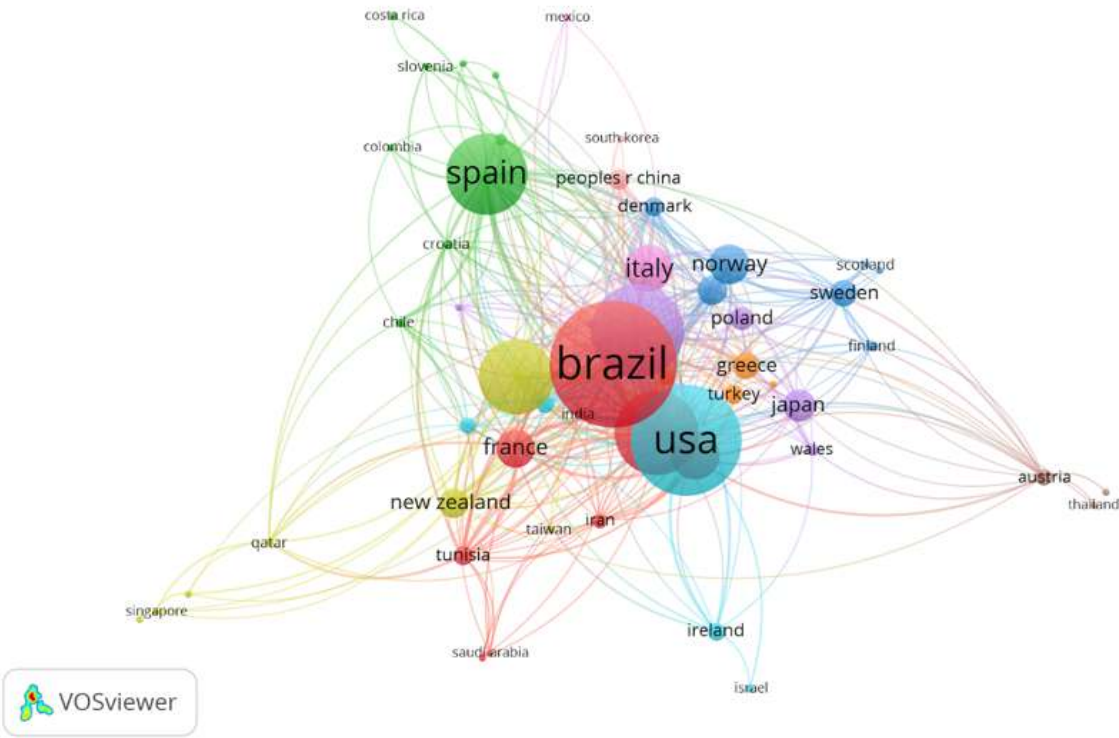 costa rica
mexico
slovenia
south korea
colombia
spain
peoples r china
denmark
croatia
italy
norway
scotland
sweden
chile
poland
finland
brazil
greece
turkey
japan
india
usa
france
wales
austria
new zealand
thailand
iran
taiwan
qatar
tunisia
singapore
ireland
saudi arabia
israel
VOSviewer